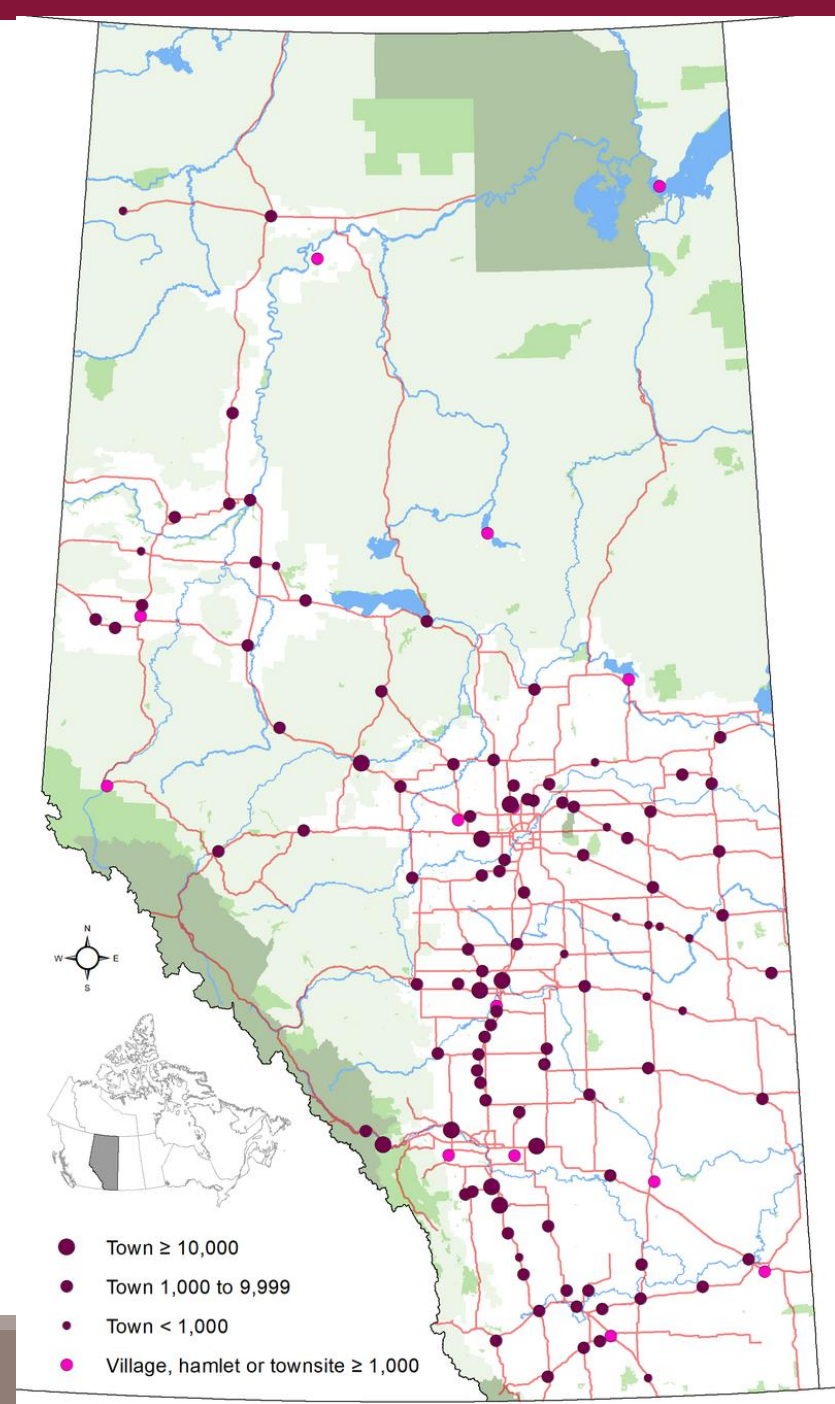 N
W E
S
Town ≥ 10,000
Town 1,000 to 9,999
Town < 1,000
Village, hamlet or townsite ≥ 1,000